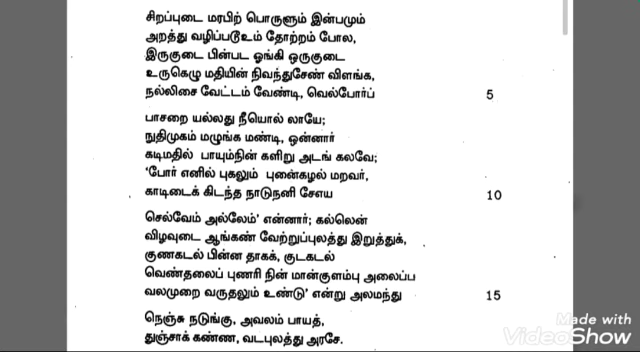 சிறப்புடை மரபிற் பொருளும் இன்பமும்
அறத்து வழிப்படூஉம் தோற்றம் போல,
இருகுடை பின்பட ஓங்கி ஒருகுடை
உருகெழு மதியின் நிவந்துசேண் விளங்க,
நல்லிசை வேட்டம் வேண்டி, வெல்போர்ப் 5
பாசறை யல்லது நீயொல் லாயே;
நுதிமுகம் மழுங்க மண்டி, ஒன்னார்
கடிமதில் பாயும்நின் களிறு அடங் கலவே;
‘போர் எனில் புகலும் புனைகழல் மறவர்,
காடிடைக் கிடந்த நாடுநனி சேஎய 10
செல்வேம் அல்லேம்’ என்னார்; கல்லென்
விழவுடை ஆங்கண் வேற்றுப்புலத்து இறுத்துக்,
குணகடல் பின்ன தாகக், குடகடல்
வெண்தலைப் புணரி நின் மான்குளம்பு அலைப்ப
வலமுறை வருதலும் உண்டு’ என்று அலமந்து 15
நெஞ்சு நடுங்கு, அவலம் பாயத்,
துஞ்சாக் கண்ண, வடபுலத்து அரசே.
Made with
VideoShow